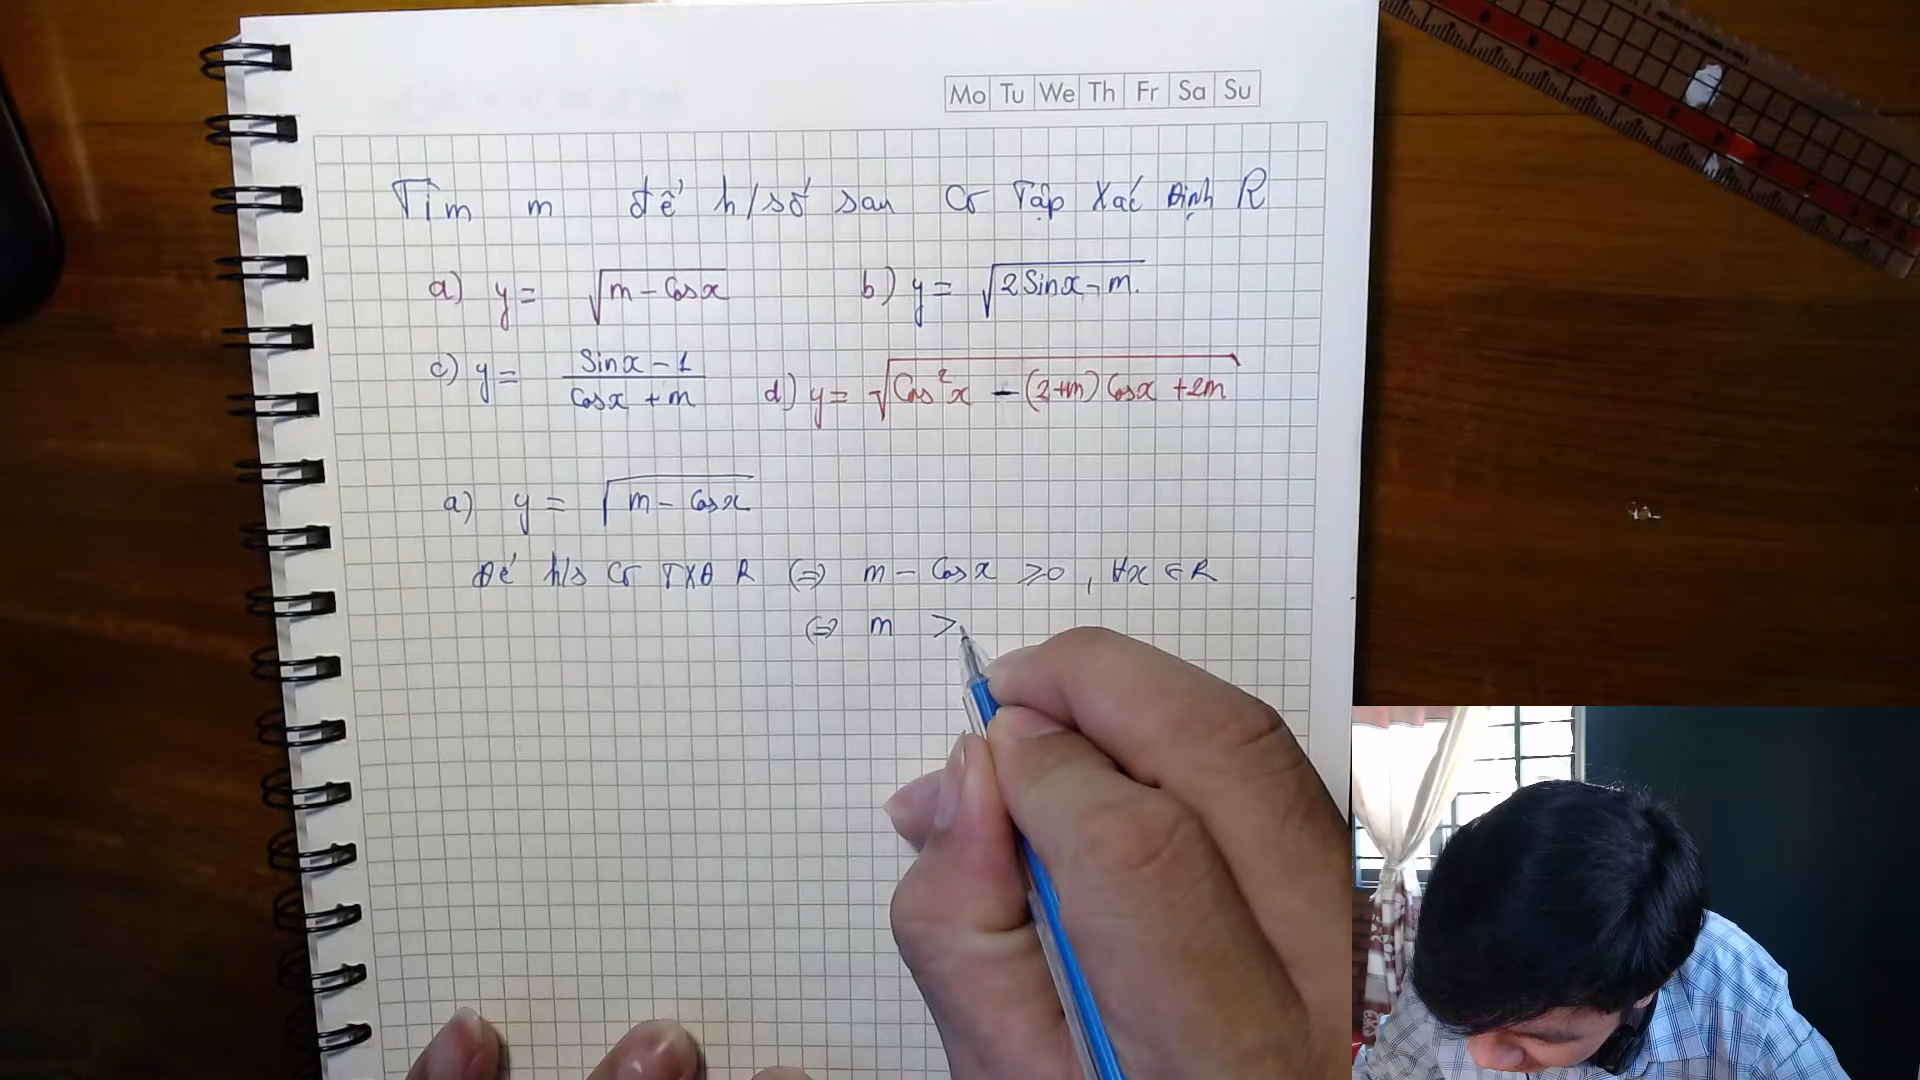 Mo Tu We Th Fr Sa Su
Tìm m để h/số sau có Tập Xác Định R
a) y = √(m - Cosx) b) y = √(2Sinx - m).
c) y = (Sinx - 1)/(Cosx + m) d) y = √(Cos²x - (2+m)Cosx + 2m)
a) y = √(m - Cosx)
Để h/s có TXĐ R ⇔ m - Cosx ≥ 0, ∀x ∈ R
⇔ m >